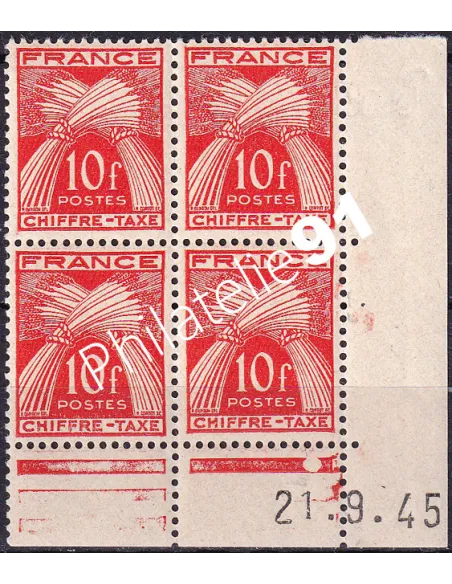 FRANCE FRANCE
10f 10f
POSTES POSTES
CHIFFRE-TAXE CHIFFRE-TAXE
FRANCE FRANCE
10f 10f
POSTES POSTES
CHIFFRE-TAXE CHIFFRE-TAXE
Philatelie91
21.9.45